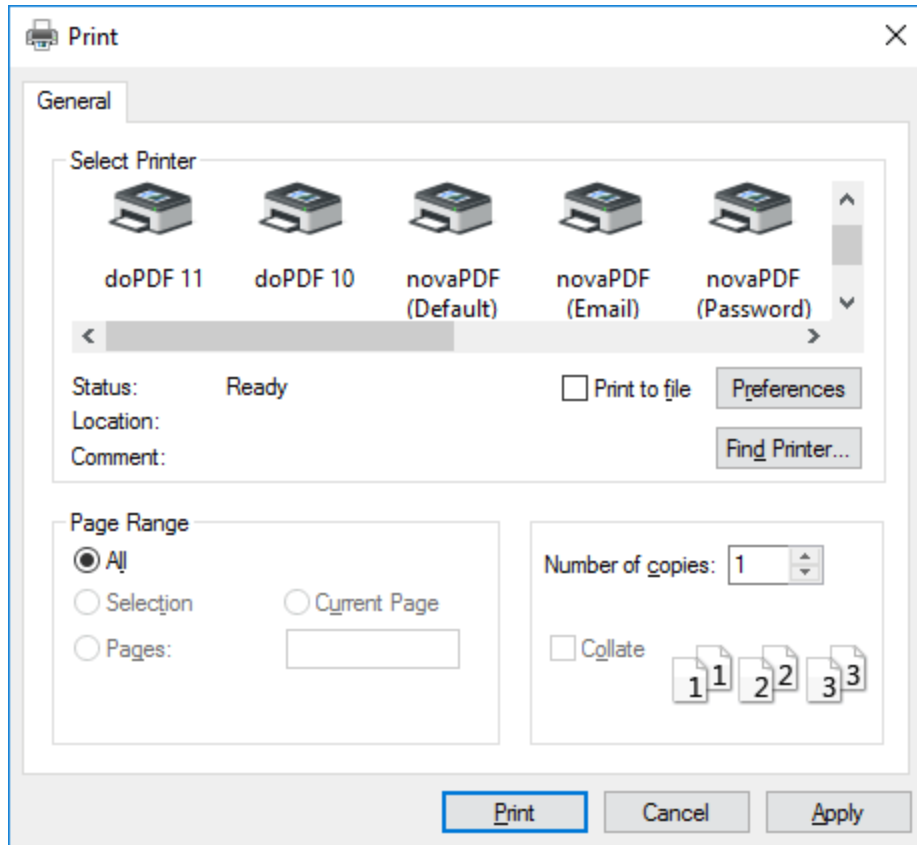 Print
General
Select Printer
doPDF 11 doPDF 10 novaPDF novaPDF novaPDF
(Default) (Email) (Password)
Status: Ready Print to file Preferences
Location:
Comment: Find Printer...
Page Range
All Number of copies: 1
Selection Current Page
Pages: Collate
1 1 2 2 3 3
Print Cancel Apply